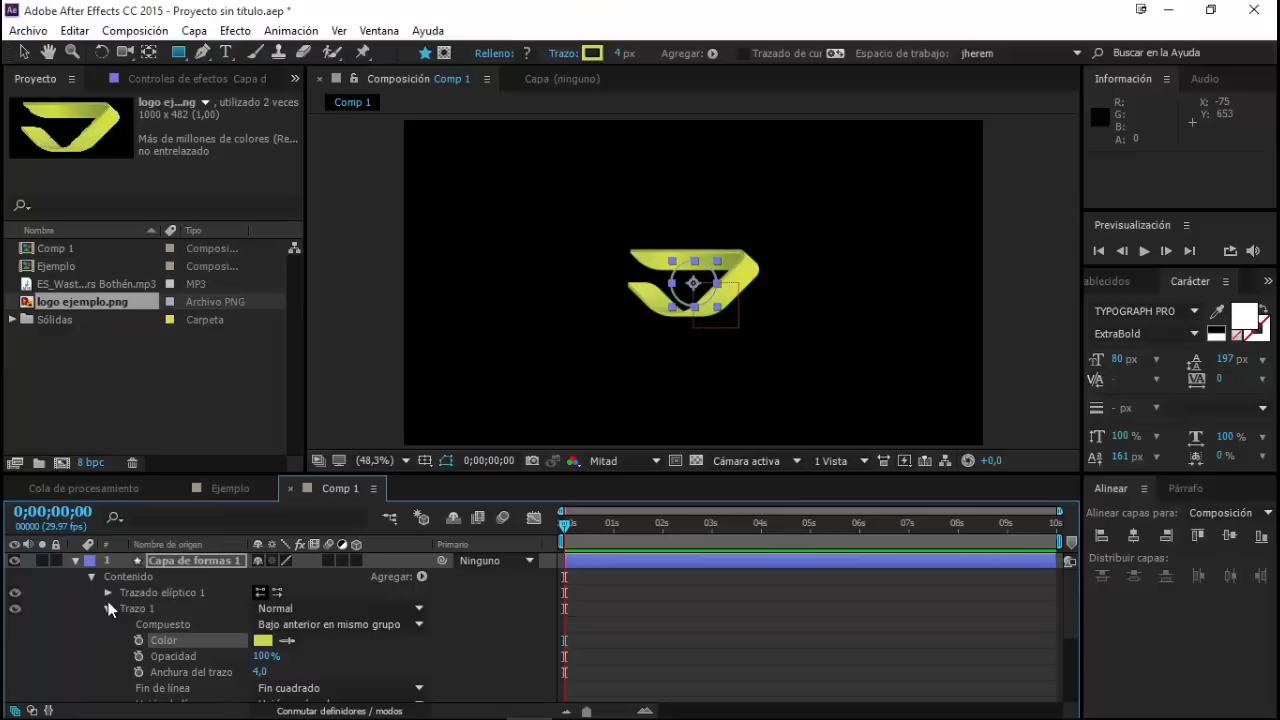 Adobe After Effects CC 2015 - Proyecto sin título.aep *
Archivo Editar Composición Capa Efecto Animación Ver Ventana Ayuda
Relleno: ? Trazo: 4 px Agregar: Trazado de cur Espacio de trabajo: jherem Buscar en la Ayuda
Proyecto Controles de efectos Capa d
Composición Comp 1 Capa (ninguno)
Información Audio
Comp 1
logo ej...ng , utilizado 2 veces
1000 x 482 (1,00)
Más de millones de colores (Re...
no entrelazado
R: X: -75
G: Y: 653
B:
A: 0
Nombre Tipo
Comp 1 Composi...
Ejemplo Composi...
ES_Wast...rs Bothén.mp3 MP3
logo ejemplo.png Archivo PNG
Sólidas Carpeta
Previsualización
ablecidos Carácter
TYPOGRAPH PRO
ExtraBold
80 px 197 px
- 0
- px
100 % 100 %
161 px 0 %
8 bpc
(48,3%) 0;00;00;00 Mitad Cámara activa 1 Vista +0,0
Cola de procesamiento Ejemplo Comp 1
Alinear Párrafo
0;00;00;00
00000 (29.97 fps)
Alinear capas para: Composición
Distribuir capas:
01s 02s 03s 04s 05s 06s 07s 08s 09s 10s
# Nombre de origen Primario
1 Capa de formas 1 Ninguno
Contenido Agregar:
Trazado elíptico 1
Trazo 1 Normal
Compuesto Bajo anterior en mismo grupo
Color
Opacidad 100%
Anchura del trazo 4,0
Fin de línea Fin cuadrado
Conmutar definidores / modos